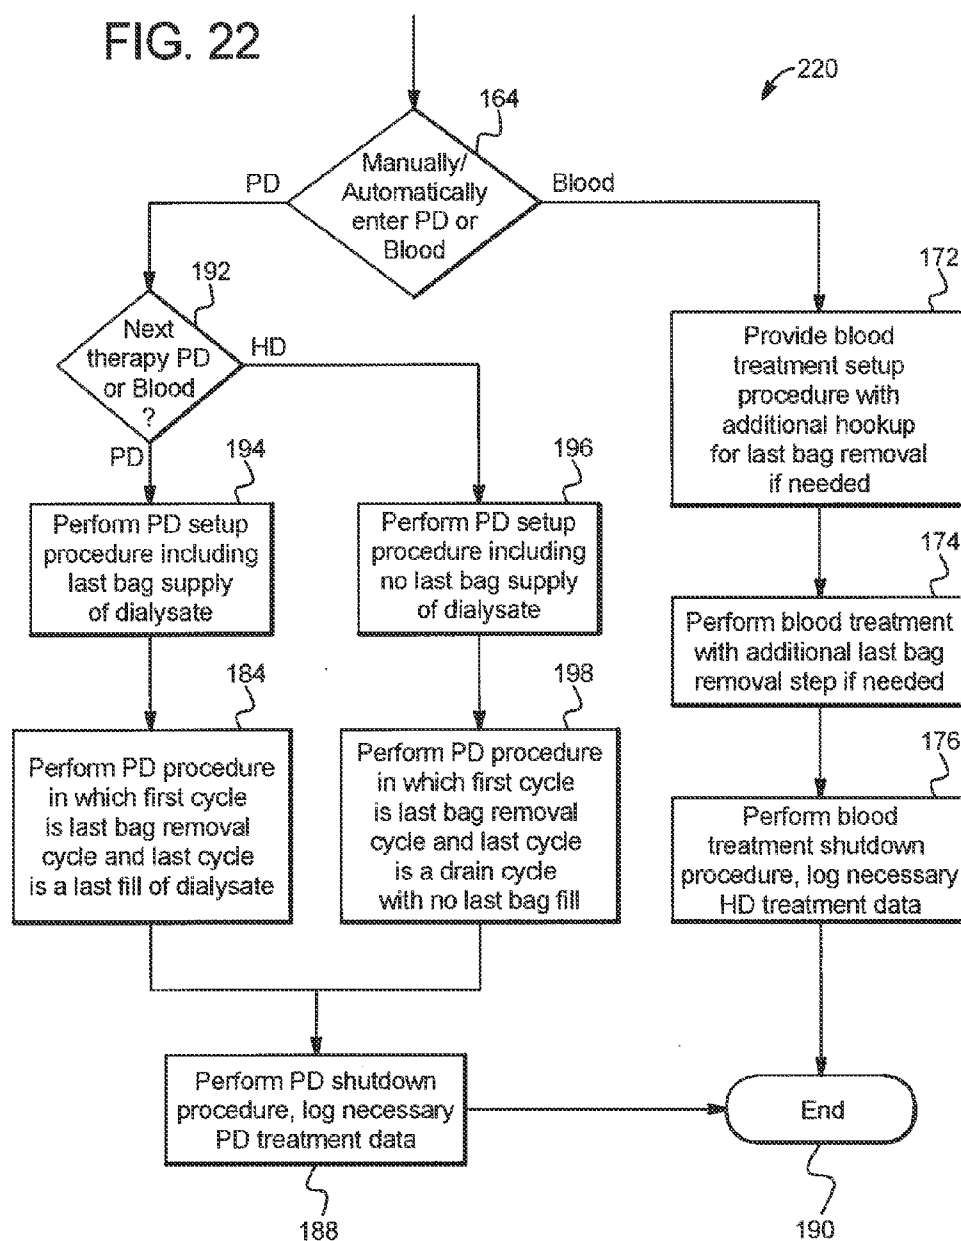 FIG. 22
220
164
Manually/
Automatically
enter PD or
Blood
PD
Blood
192
Next
therapy PD
or Blood
?
HD
PD
172
Provide blood
treatment setup
procedure with
additional hookup
for last bag removal
if needed
194
Perform PD setup
procedure including
last bag supply
of dialysate
196
Perform PD setup
procedure including
no last bag supply
of dialysate
174
Perform blood treatment
with additional last bag
removal step if needed
184
Perform PD procedure
in which first cycle
is last bag removal
cycle and last cycle
is a last fill of dialysate
198
Perform PD procedure
in which first cycle
is last bag removal
cycle and last cycle
is a drain cycle
with no last bag fill
176
Perform blood
treatment shutdown
procedure, log necessary
HD treatment data
Perform PD shutdown
procedure, log necessary
PD treatment data
188
End
190